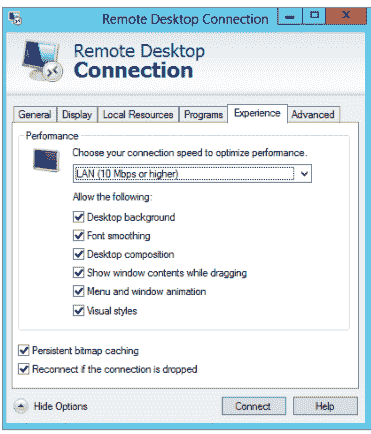 Remote Desktop Connection
Remote Desktop
Connection
General Display Local Resources Programs Experience Advanced
Performance
Choose your connection speed to optimize performance.
LAN (10 Mbps or higher)
Allow the following:
Desktop background
Font smoothing
Desktop composition
Show window contents while dragging
Menu and window animation
Visual styles
Persistent bitmap caching
Reconnect if the connection is dropped
Hide Options Connect Help